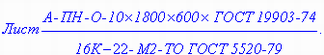 А- ПН - О- 10×1800×600× ГОСТ 19903-74
Лист
16К–22- М2-ТО ГОСТ 5520-79